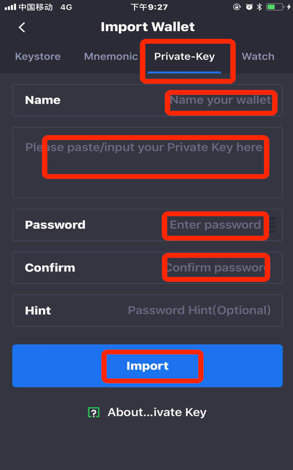 中国移动 4G 下午9:27
Import Wallet
Keystore Mnemonic Private-Key Watch
Name Name your wallet
Please paste/input your Private Key here
Password Enter password
Confirm Confirm password
Hint Password Hint(Optional)
Import
? About...ivate Key